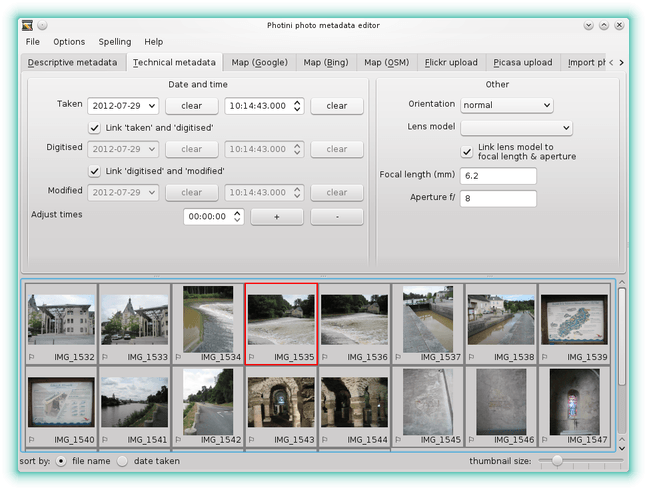 Photini photo metadata editor
File Options Spelling Help
Descriptive metadata Technical metadata Map (Google) Map (Bing) Map (OSM) Flickr upload Picasa upload Import ph
Date and time Other
Taken 2012-07-29 clear 10:14:43.000 clear Orientation normal
Link 'taken' and 'digitised' Lens model
Digitised 2012-07-29 clear 10:14:43.000 clear Link lens model to
focal length & aperture
Link 'digitised' and 'modified' Focal length (mm) 6.2
Modified 2012-07-29 clear 10:14:43.000 clear Aperture f/ 8
Adjust times 00:00:00 + -
IMG_1532 IMG_1533 IMG_1534 IMG_1535 IMG_1536 IMG_1537 IMG_1538 IMG_1539
IMG_1540 IMG_1541 IMG_1542 IMG_1543 IMG_1544 IMG_1545 IMG_1546 IMG_1547
sort by: file name date taken thumbnail size: